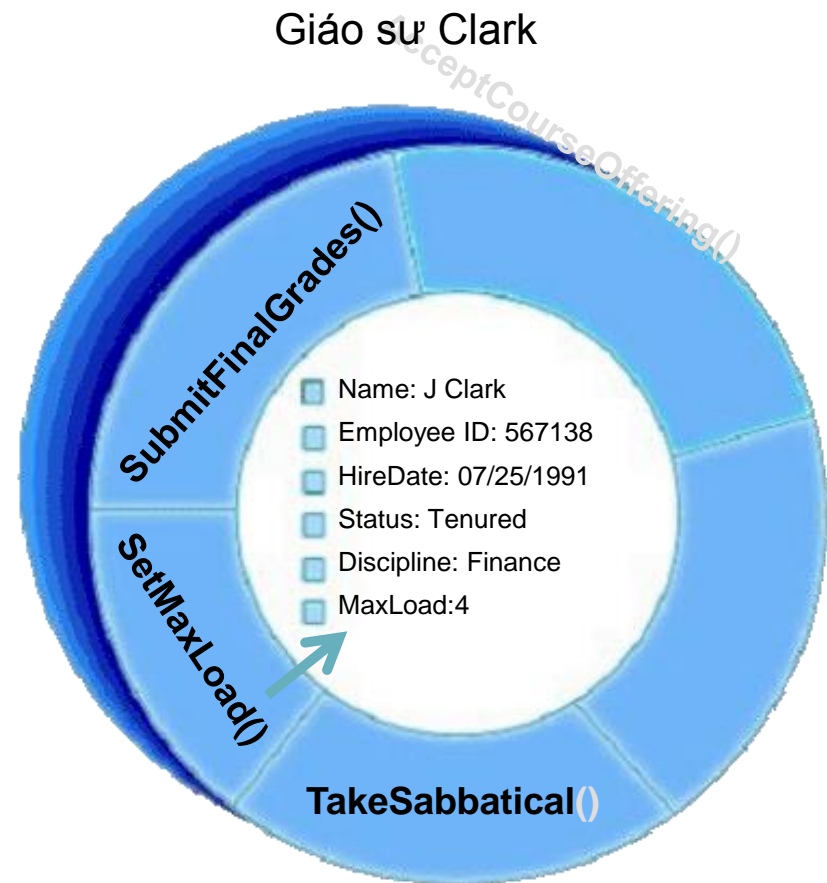 Giáo sư Clark
AcceptCourseOffering()
SubmitFinalGrades()
Name: J Clark
Employee ID: 567138
HireDate: 07/25/1991
Status: Tenured
Discipline: Finance
MaxLoad:4
SetMaxLoad()
TakeSabbatical()